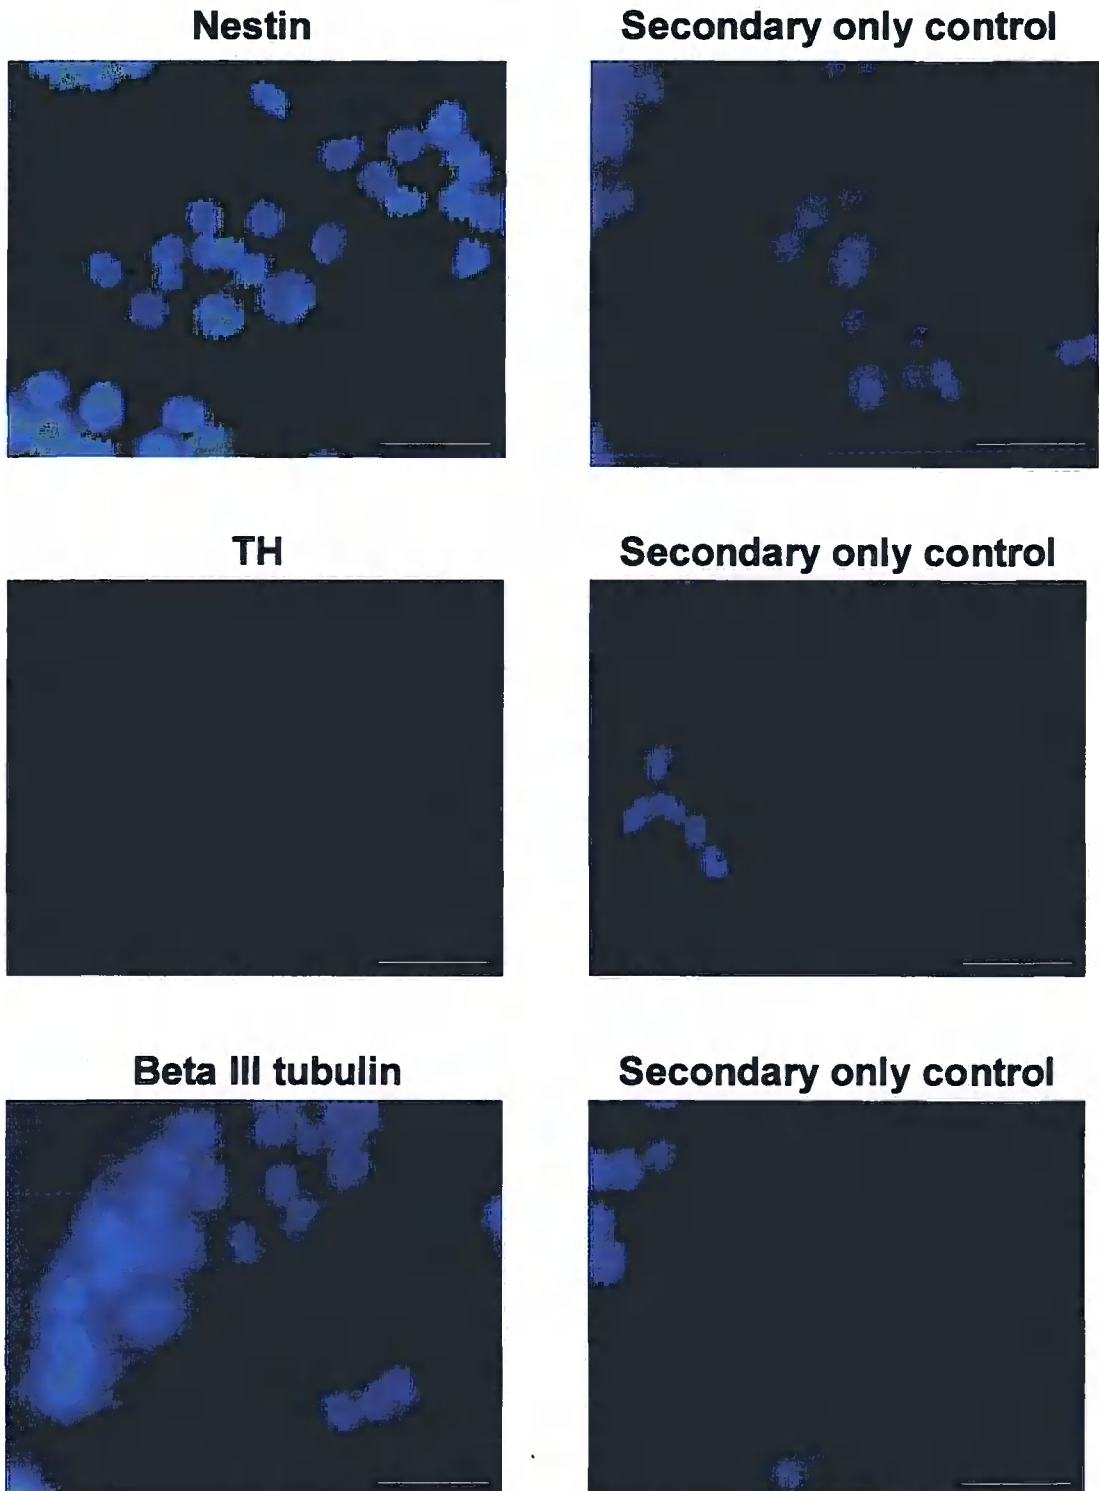 Nestin
Secondary only control
TH
Secondary only control
Beta III tubulin
Secondary only control